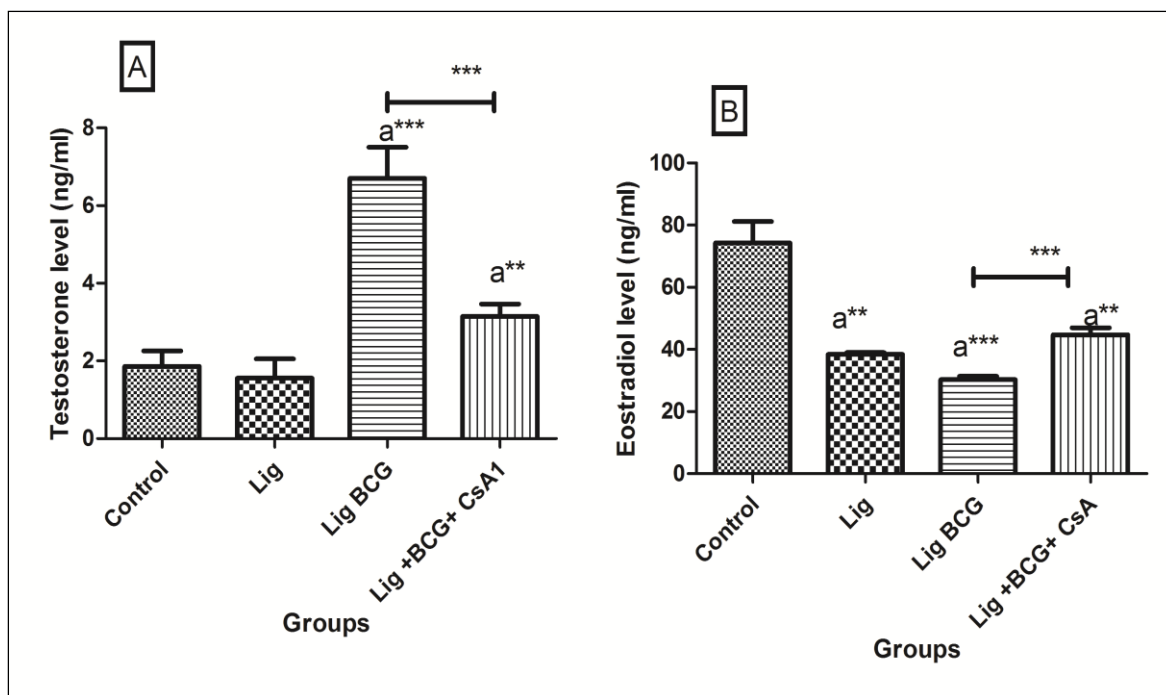 A
***
a***
a**
8
6
4
2
0
Testosterone level (ng/ml)
Control
Lig
Lig BCG
Lig +BCG+ CsA1
Groups
B
***
a**
a***
a**
100
80
60
40
20
0
Eostradiol level (ng/ml)
Control
Lig
Lig BCG
Lig +BCG+ CsA
Groups